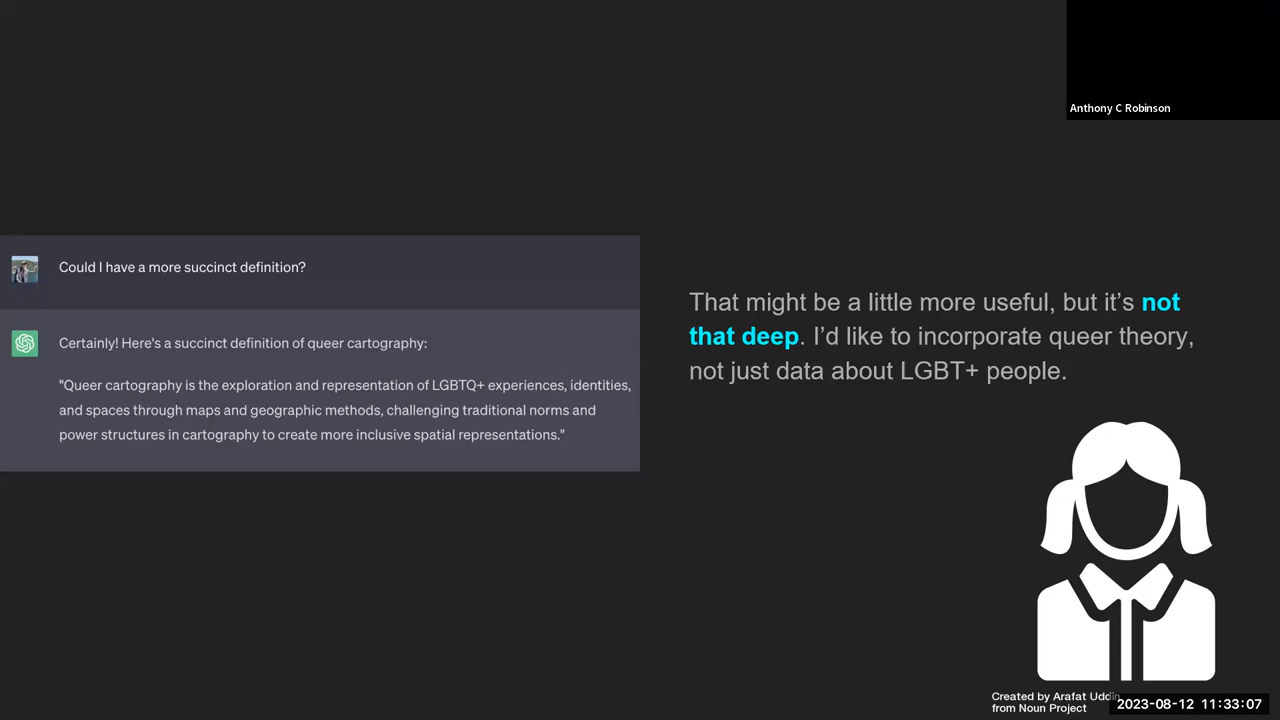 Anthony C Robinson
Could I have a more succinct definition?
Certainly! Here's a succinct definition of queer cartography:
"Queer cartography is the exploration and representation of LGBTQ+ experiences, identities,
and spaces through maps and geographic methods, challenging traditional norms and
power structures in cartography to create more inclusive spatial representations."
That might be a little more useful, but it’s not
that deep. I’d like to incorporate queer theory,
not just data about LGBT+ people.
Created by Arafat Uddin
from Noun Project
2023-08-12 11:33:07